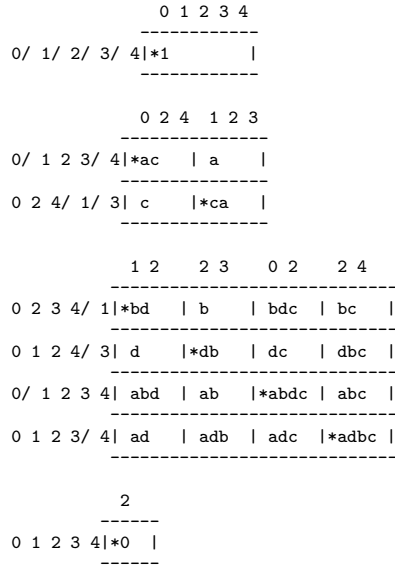 0 1 2 3 4
------------
0/ 1/ 2/ 3/ 4|*1 |
------------
0 2 4 1 2 3
---------------
0/ 1 2 3/ 4|*ac | a |
---------------
0 2 4/ 1/ 3| c |*ca |
---------------
1 2 2 3 0 2 2 4
-----------------------------
0 2 3 4/ 1|*bd | b | bdc | bc |
-----------------------------
0 1 2 4/ 3| d |*db | dc | dbc |
-----------------------------
0/ 1 2 3 4| abd | ab |*abdc | abc |
-----------------------------
0 1 2 3/ 4| ad | adb | adc |*adbc |
-----------------------------
2
------
0 1 2 3 4|*0 |
------